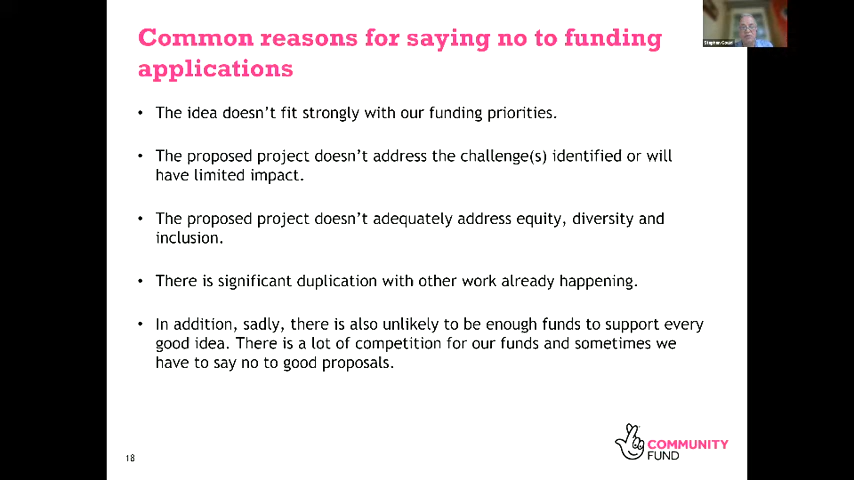 Common reasons for saying no to funding
applications
• The idea doesn't fit strongly with our funding priorities.
• The proposed project doesn't address the challenge(s) identified or will
have limited impact.
• The proposed project doesn't adequately address equity, diversity and
inclusion.
• There is significant duplication with other work already happening.
• In addition, sadly, there is also unlikely to be enough funds to support every
good idea. There is a lot of competition for our funds and sometimes we
have to say no to good proposals.
18
COMMUNITY
FUND